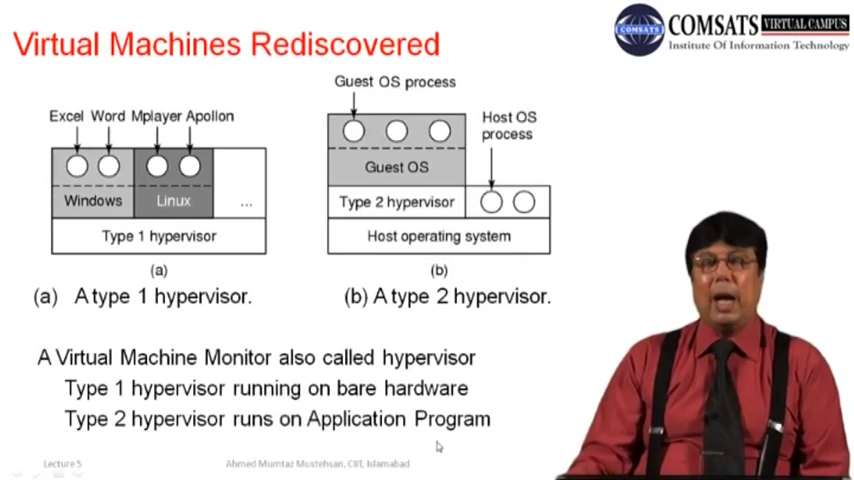 Virtual Machines Rediscovered
COMSATS VIRTUAL CAMPUS
Institute Of Information Technology
COMSATS
Excel Word Mplayer Apollon
Windows
Linux
...
Type 1 hypervisor
(a)
Guest OS process
Host OS
process
Guest OS
Type 2 hypervisor
Host operating system
(b)
(a) A type 1 hypervisor.
(b) A type 2 hypervisor.
A Virtual Machine Monitor also called hypervisor
Type 1 hypervisor running on bare hardware
Type 2 hypervisor runs on Application Program
Lecture 5
Ahmed Mumtaz Mustehsan, CIIT, Islamabad